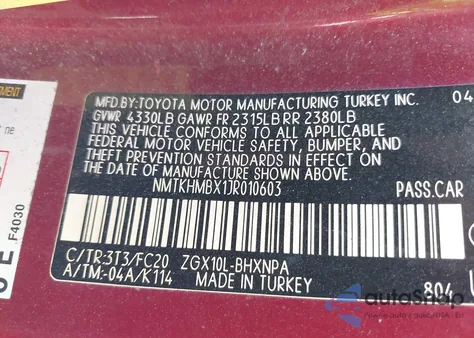 MFD.BY:TOYOTA MOTOR MANUFACTURING TURKEY INC. 04
GVWR 4330LB GAWR FR 2315LB RR 2380LB
THIS VEHICLE CONFORMS TO ALL APPLICABLE
FEDERAL MOTOR VEHICLE SAFETY, BUMPER, AND
THEFT PREVENTION STANDARDS IN EFFECT ON
THE DATE OF MANUFACTURE SHOWN ABOVE.
NMTKHMBX1JR010603 PASS.CAR
C/TR:3T3/FC20 ZGX10L-BHXNPA
A/TM:-04A/K114 MADE IN TURKEY 804
F4030
ne
autoSnap